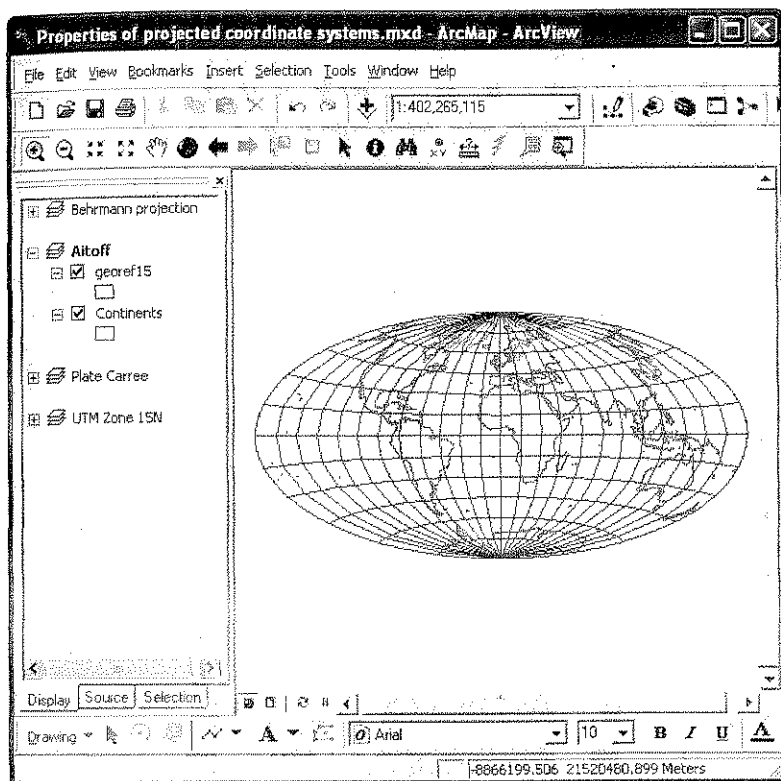 Properties of projected coordinate systems.mxd - ArcMap - ArcView
File Edit View Bookmarks Insert Selection Tools Window Help
1:402,265,115
Behrmann projection
Aitoff
georef15
Continents
Plate Carree
UTM Zone 15N
Display Source Selection
Drawing A Arial 10 B I U A
-8866199.506 21520480.899 Meters